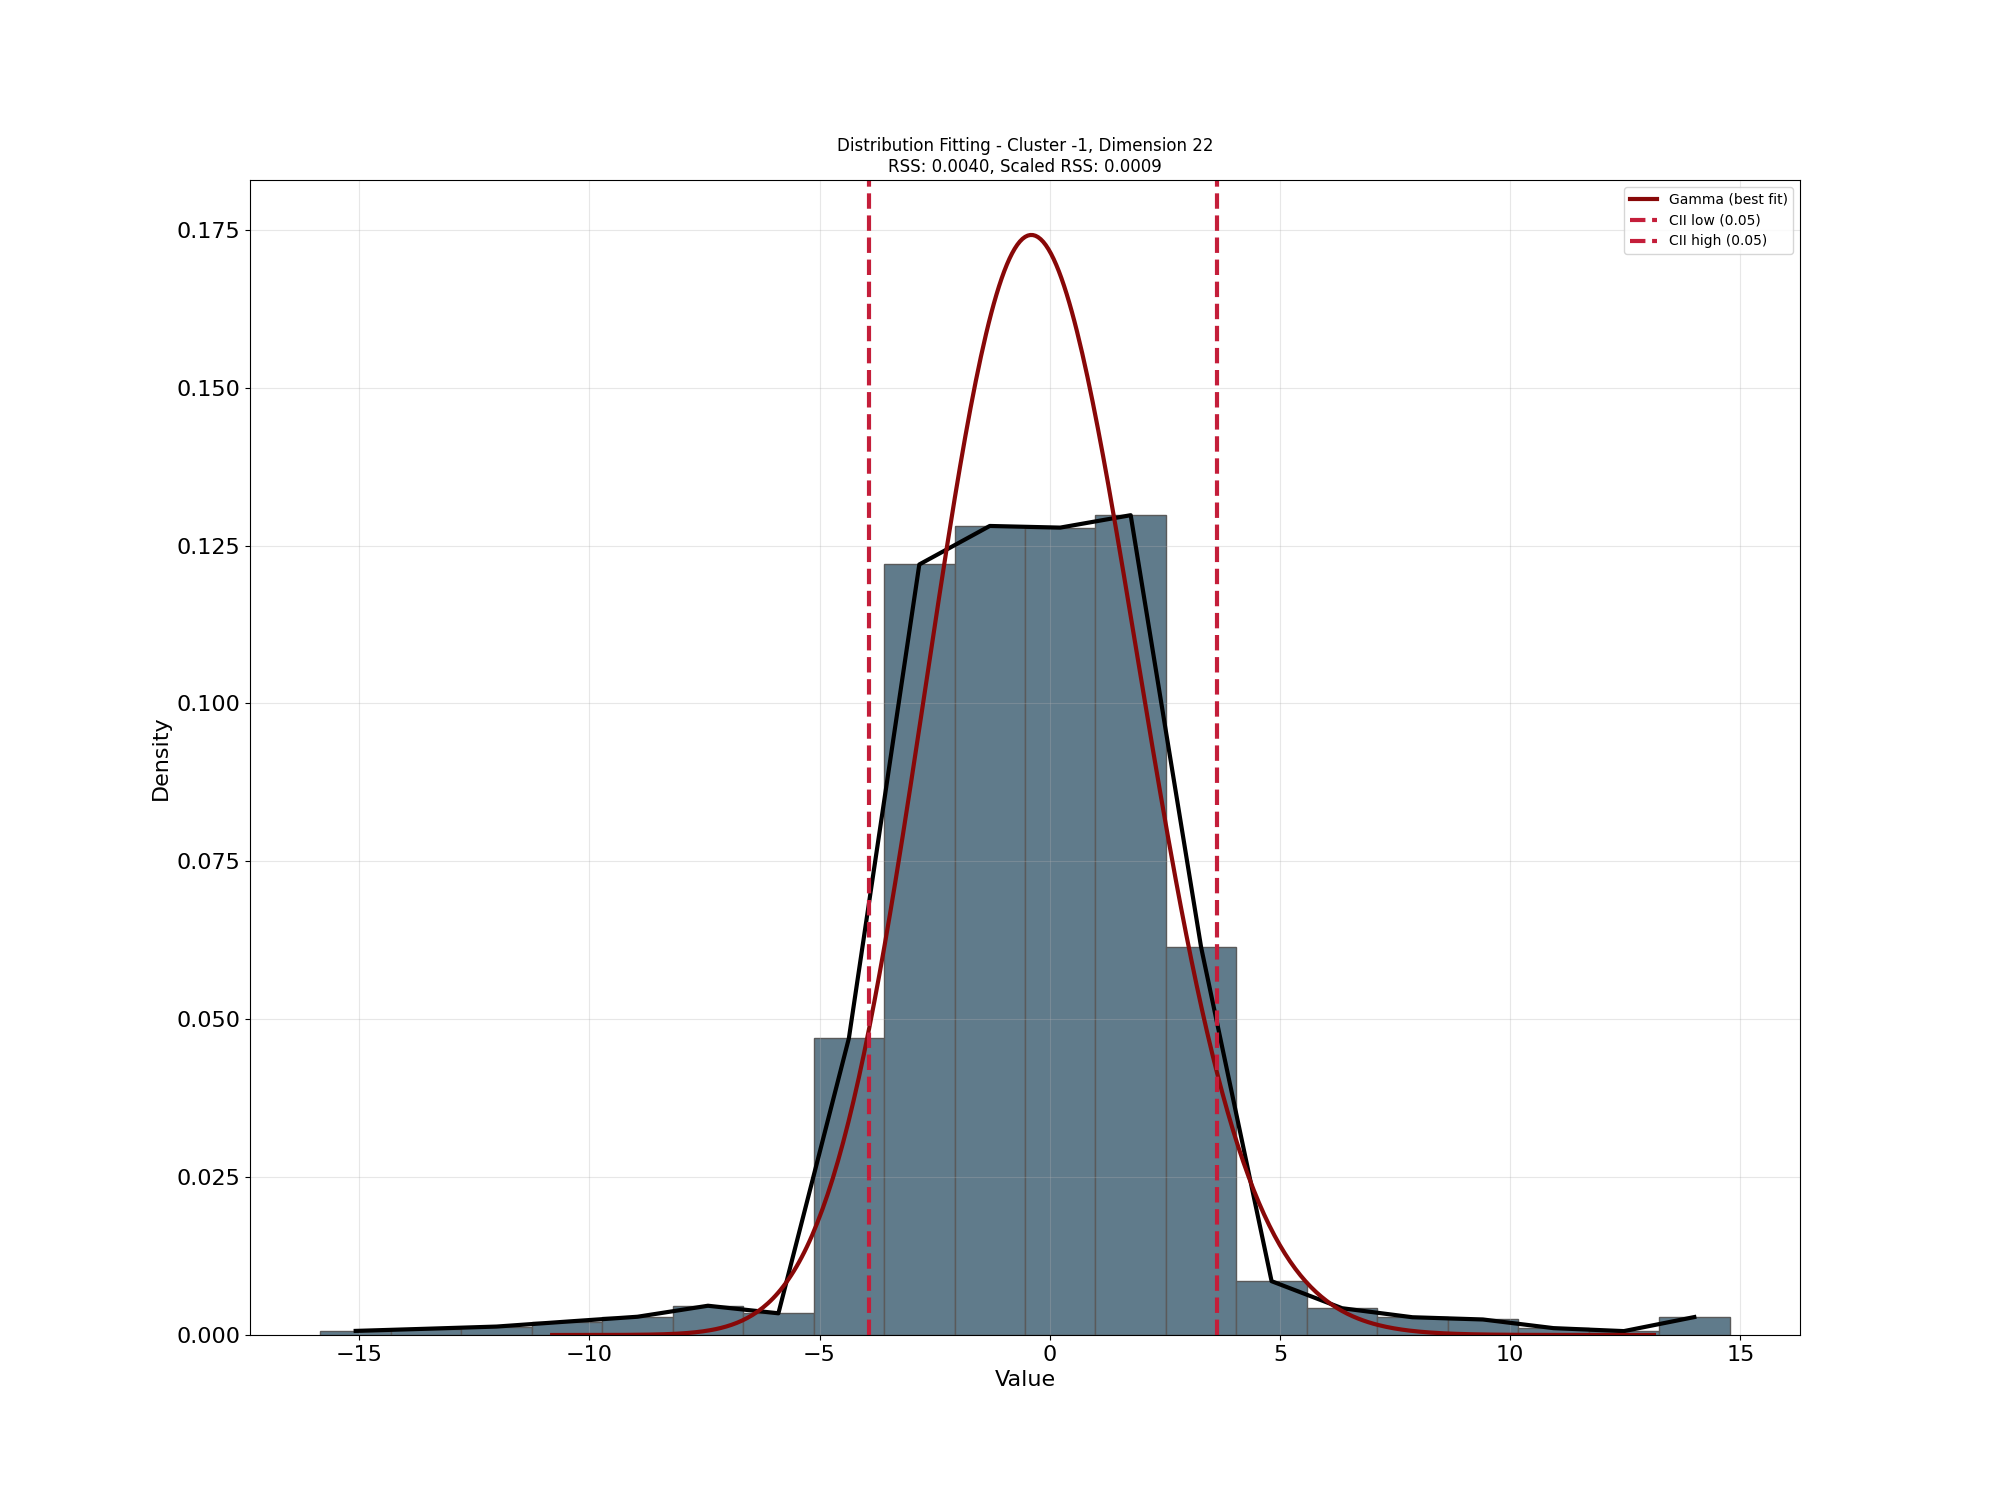 Distribution Fitting - Cluster -1, Dimension 22
RSS: 0.0040, Scaled RSS: 0.0009
Gamma (best fit)
CII low (0.05)
CII high (0.05)
0.175
0.150
0.125
0.100
0.075
0.050
0.025
0.000
Density
−15 −10 −5 0 5 10 15
Value